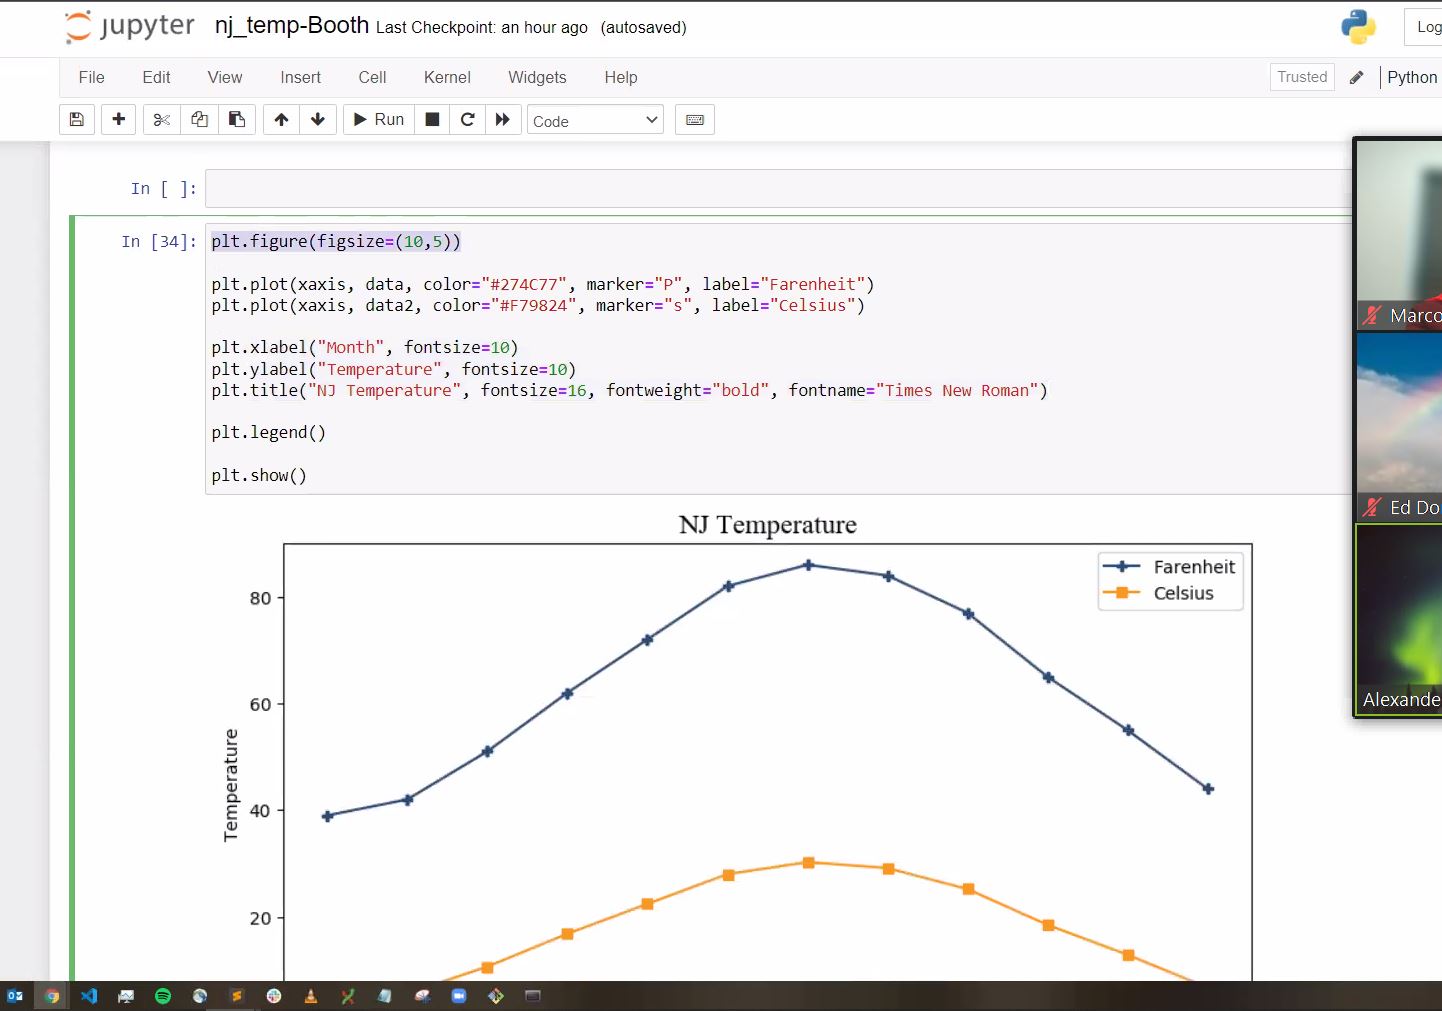 jupyter nj_temp-Booth Last Checkpoint: an hour ago (autosaved)
Log
File Edit View Insert Cell Kernel Widgets Help
Trusted
Python
Run
Code
In [ ]:
In [34]:
plt.figure(figsize=(10,5))
plt.plot(xaxis, data, color="#274C77", marker="P", label="Farenheit")
plt.plot(xaxis, data2, color="#F79824", marker="s", label="Celsius")
plt.xlabel("Month", fontsize=10)
plt.ylabel("Temperature", fontsize=10)
plt.title("NJ Temperature", fontsize=16, fontweight="bold", fontname="Times New Roman")
plt.legend()
plt.show()
NJ Temperature
Farenheit
Celsius
80
60
40
20
Temperature
Marco
Ed Do
Alexande